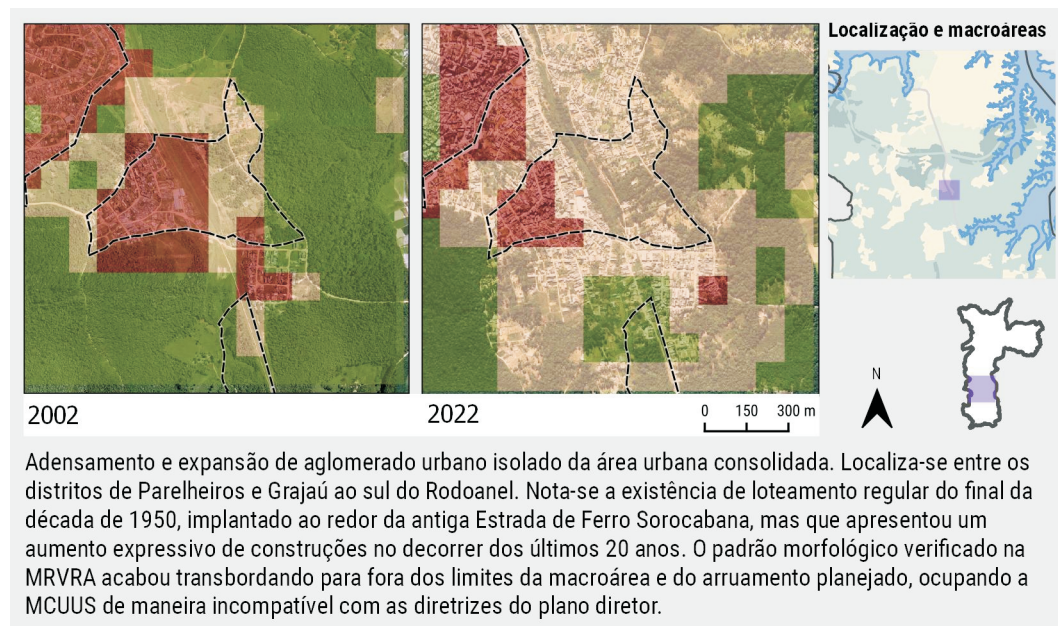 Localização e macroáreas
N
2002
2022
0 150 300 m
Adensamento e expansão de aglomerado urbano isolado da área urbana consolidada. Localiza-se entre os
distritos de Parelheiros e Grajaú ao sul do Rodoanel. Nota-se a existência de loteamento regular do final da
década de 1950, implantado ao redor da antiga Estrada de Ferro Sorocabana, mas que apresentou um
aumento expressivo de construções no decorrer dos últimos 20 anos. O padrão morfológico verificado na
MRVRA acabou transbordando para fora dos limites da macroárea e do arruamento planejado, ocupando a
MCUUS de maneira incompatível com as diretrizes do plano diretor.